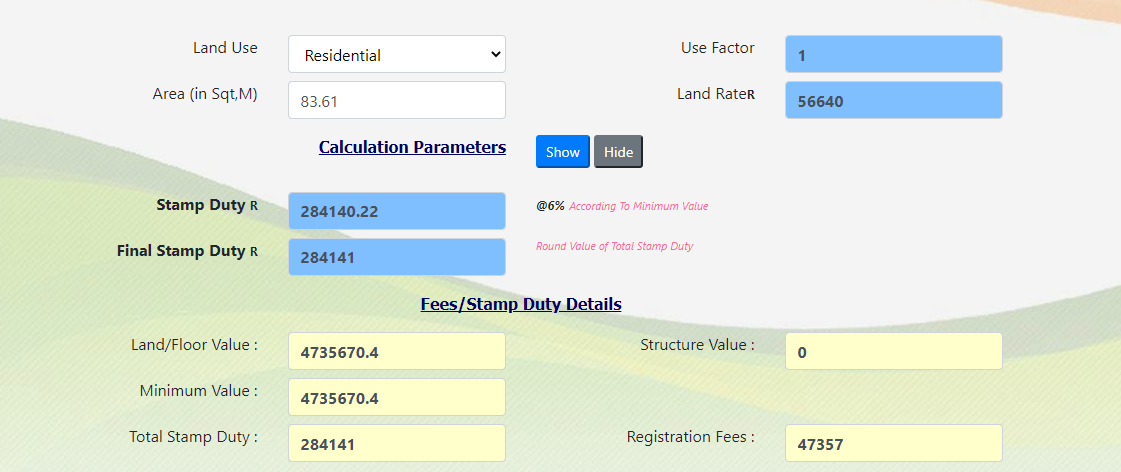 Land Use Residential Use Factor 1
Area (in Sqt,M) 83.61 Land RateR 56640
Calculation Parameters Show Hide
Stamp Duty R 284140.22 @6% According To Minimum Value
Final Stamp Duty R 284141 Round Value of Total Stamp Duty
Fees/Stamp Duty Details
Land/Floor Value : 4735670.4 Structure Value : 0
Minimum Value : 4735670.4
Total Stamp Duty : 284141 Registration Fees : 47357